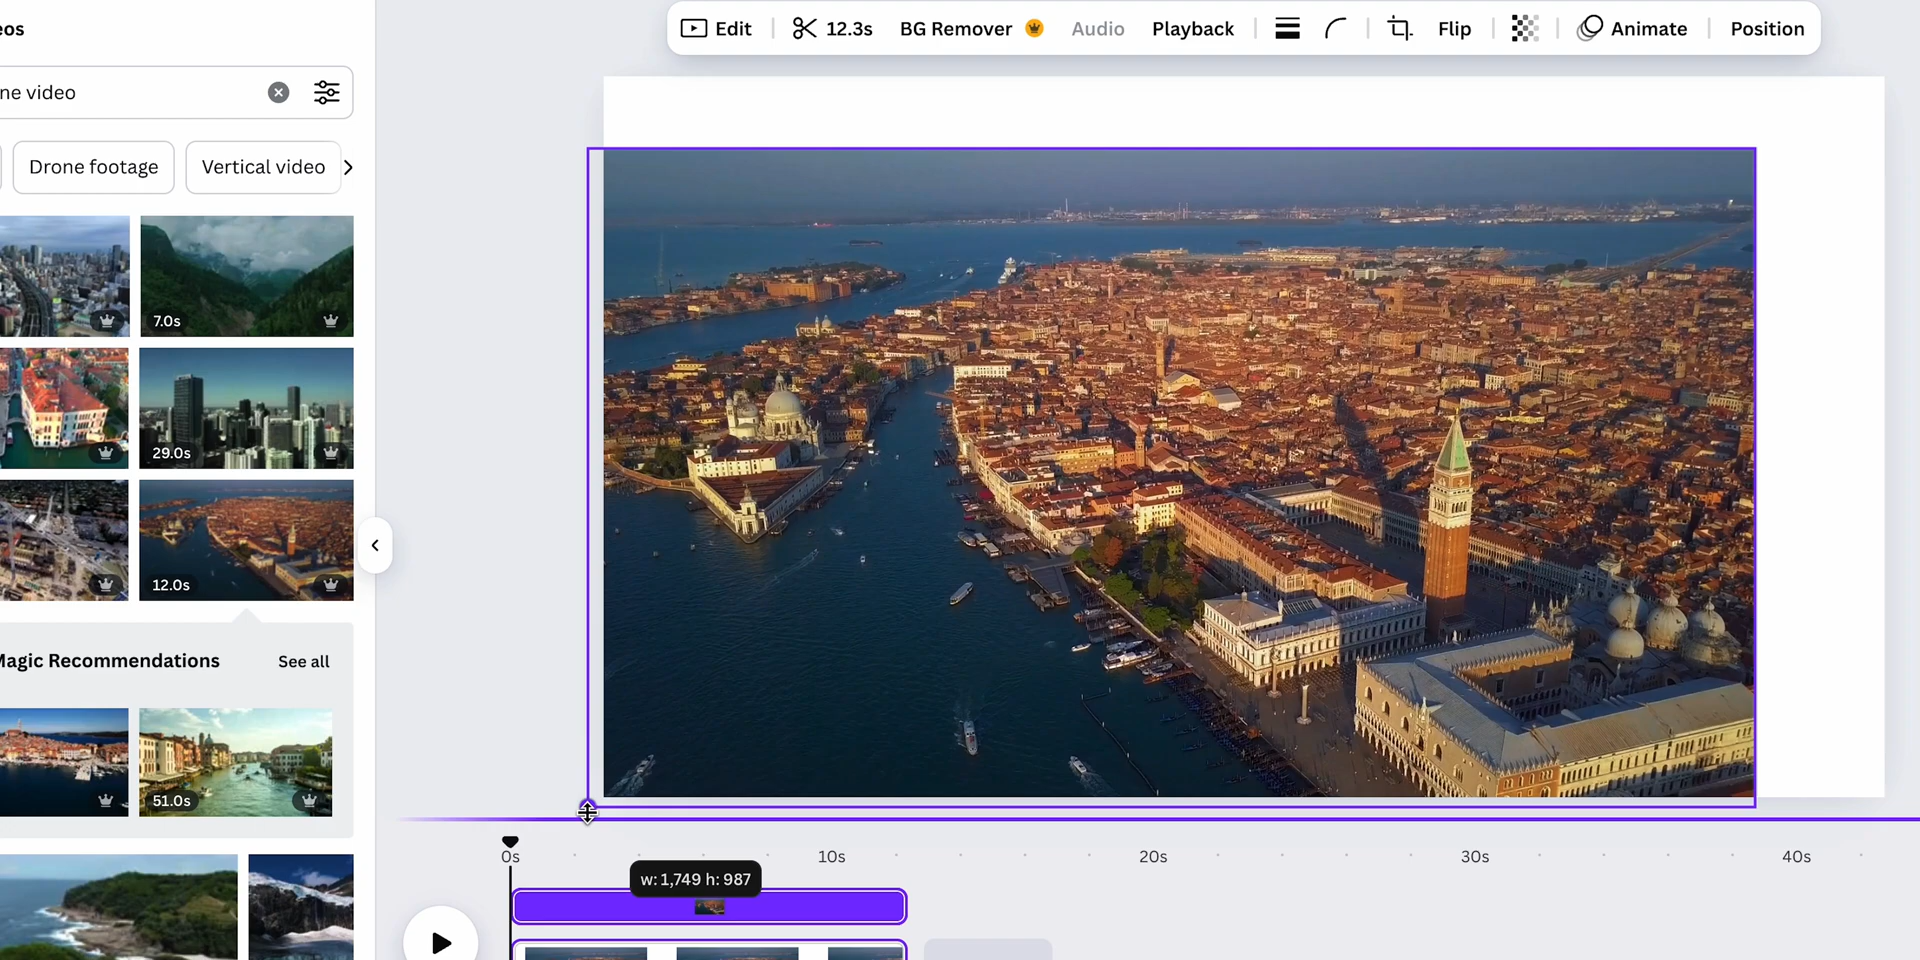 Edit 12.3s BG Remover Audio Playback Flip Animate Position
eos
ne video
Drone footage Vertical video
7.0s
29.0s
12.0s
Magic Recommendations See all
51.0s
0s 10s 20s 30s 40s
w: 1,749 h: 987